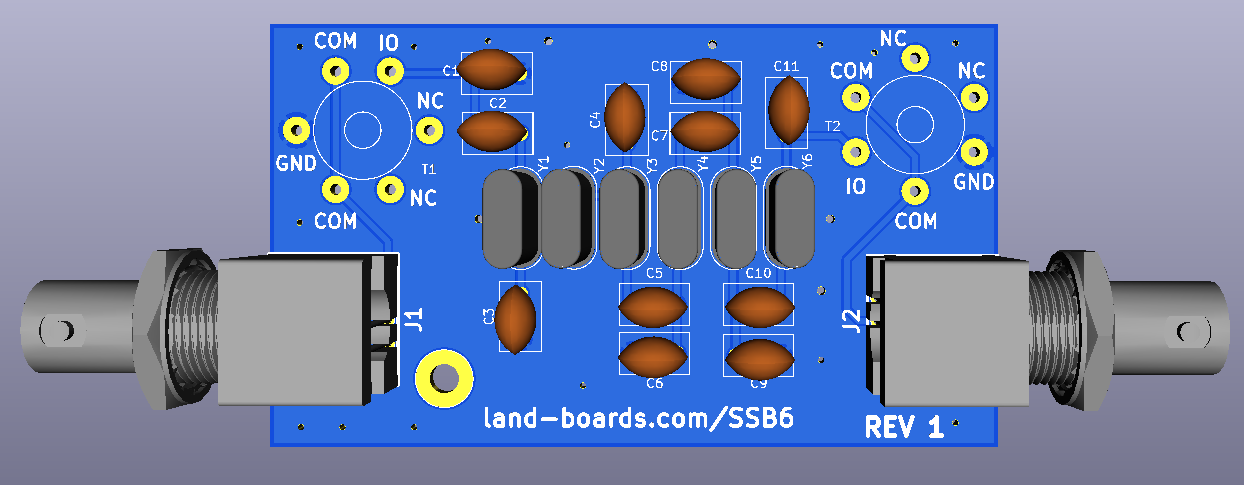 COM
IO
C1
C2
NC
GND
T1
NC
COM
C8
C4
C7
C11
T2
NC
COM
NC
IO
GND
COM
Y1
Y2
Y3
Y4
Y5
Y6
C5
C10
C3
J1
J2
C6
C9
land-boards.com/SSB6
REV 1